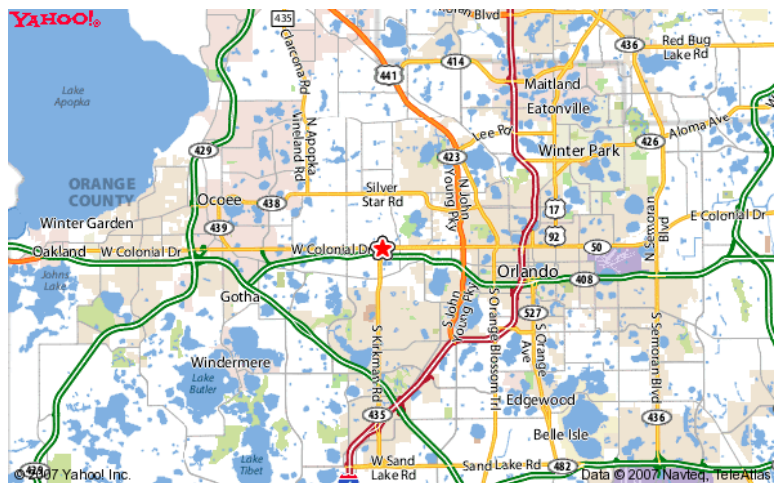 YAHOO!
435
Blvd
436
Red Bug
Lake Rd
Clarcona Rd
414
441
Maitland
Lake
Apopka
Eatonville
N Apopka
Vineland Rd
Lee Rd
Aloma Ave
429
423
Winter Park
426
ORANGE
COUNTY
Silver
Star Rd
N John
Young Pky
Ocoee
438
17
Winter Garden
439
92
E Colonial Dr
N Semoran
Blvd
Oakland
W Colonial Dr
W Colonial Dr
50
Johns
Lake
Orlando
408
Gotha
S John
Young Pky
527
S Kirkman Rd
S Orange Blossom Trl
S Orange
Ave
S Semoran Blvd
Windermere
Lake
Butler
Edgewood
435
436
Belle Isle
Lake
Tibet
W Sand
Lake Rd
Sand Lake Rd
482
429
© 2007 Yahoo! Inc.
Data © 2007 Navteq, TeleAtlas